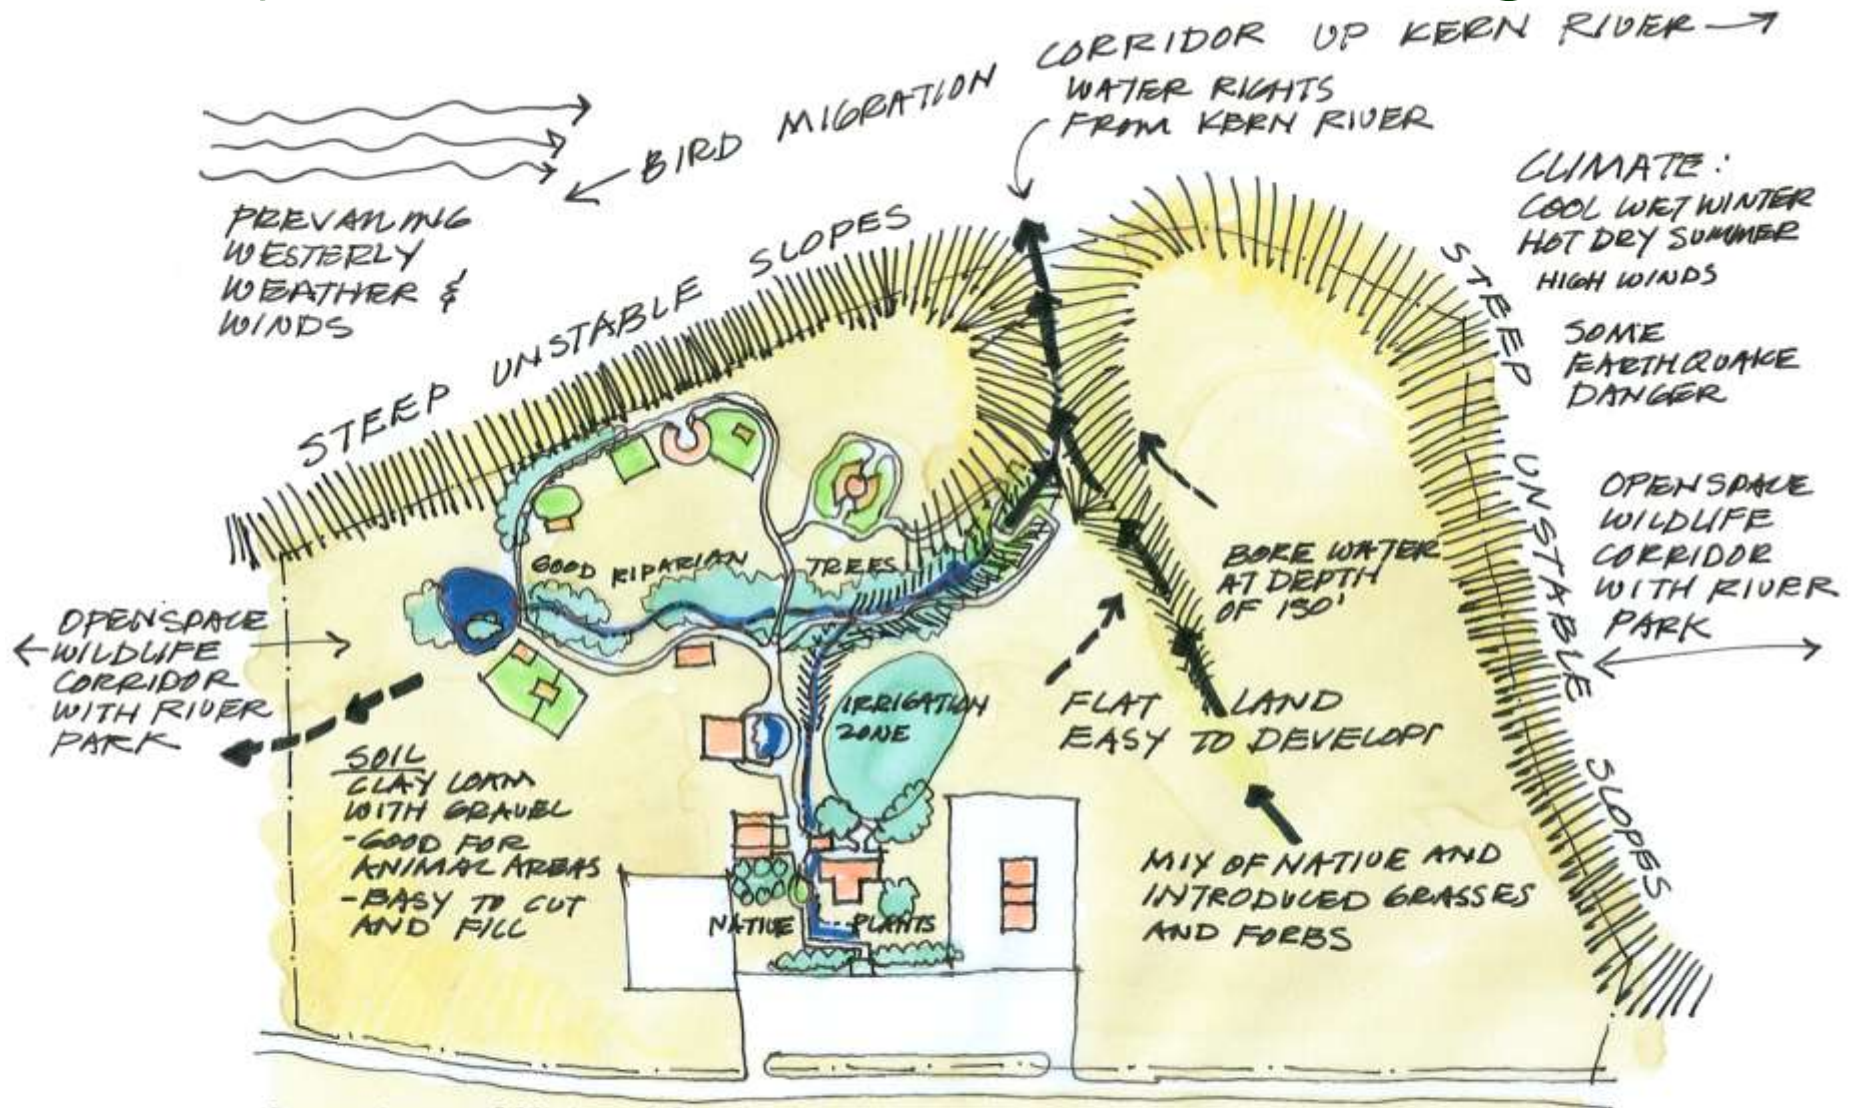 BIRD MIGRATION CORRIDOR UP KERN RIVER
WATER RIGHTS
FROM KERN RIVER
PREVAILING
WESTERLY
WEATHER &
WINDS
CLIMATE:
COOL WET WINTER
HOT DRY SUMMER
HIGH WINDS
SOME
EARTHQUAKE
DANGER
STEEP UNSTABLE SLOPES
STEEP UNSTABLE SLOPES
OPENSPACE
WILDLIFE
CORRIDOR
WITH RIVER
PARK
GOOD RIPARIAN TREES
BORE WATER
AT DEPTH
OF 150'
OPENSPACE
WILDLIFE
CORRIDOR
WITH RIVER
PARK
IRRIGATION
ZONE
FLAT LAND
EASY TO DEVELOP
SOIL
CLAY LOAM
WITH GRAVEL
-GOOD FOR
ANIMAL AREAS
-EASY TO CUT
AND FILL
MIX OF NATIVE AND
INTRODUCED GRASSES
AND FORBS
NATIVE PLANTS